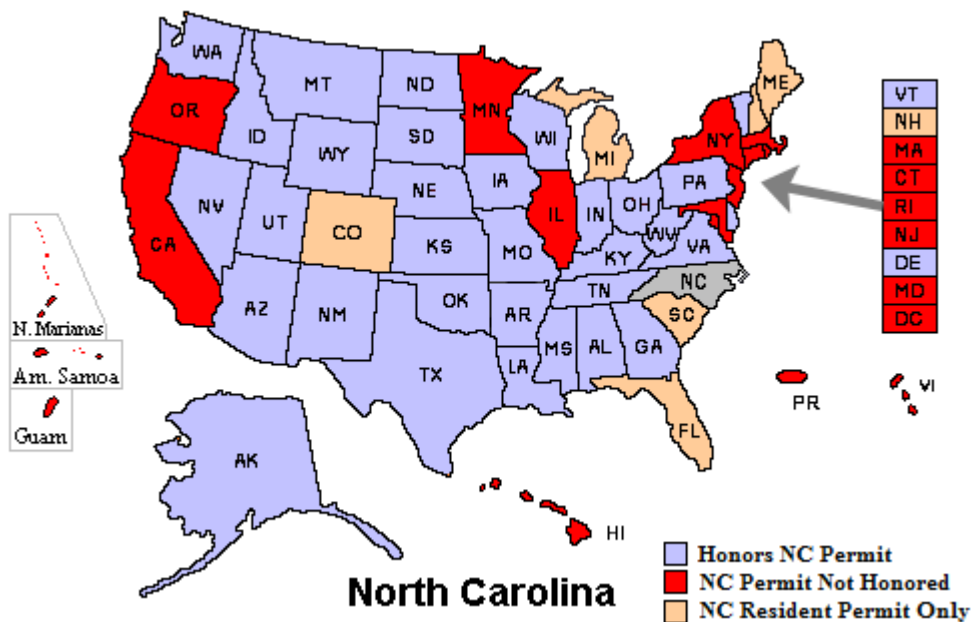 WA
MT
ND
MN
ME
VT
OR
ID
SD
WI
NY
NH
WY
MI
MA
IA
PA
CT
NV
NE
OH
RI
UT
IL
IN
NJ
CO
WV
DE
CA
KS
MO
KY
VA
MD
NC
DC
TN
AZ
NM
OK
AR
SC
N. Marianas
MS
AL
GA
LA
TX
Am. Samoa
PR
VI
FL
Guam
AK
HI
Honors NC Permit
NC Permit Not Honored
North Carolina
NC Resident Permit Only